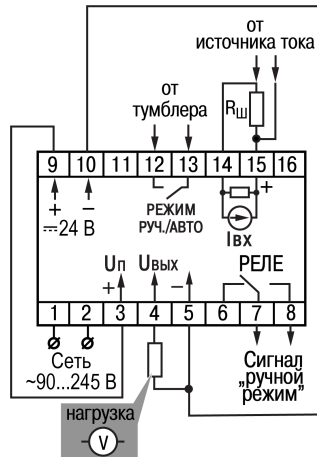 от
источника тока
от
тумблера
Rш
9 10 11 12 13 14 15 16
+ –
⎓24 В
РЕЖИМ
РУЧ./АВТО
+
Iвх
Uп
+
Uвых
–
РЕЛЕ
1 2 3 4 5 6 7 8
Сеть
~90...245 В
Сигнал
„ручной
режим"
нагрузка
V